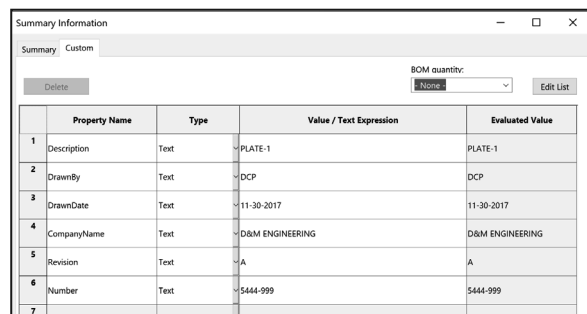 Summary Information
Summary Custom
BOM quantity:
Delete - None - Edit List
Property Name Type Value / Text Expression Evaluated Value
1 Description Text PLATE-1 PLATE-1
2 DrawnBy Text DCP DCP
3 DrawnDate Text 11-30-2017 11-30-2017
4 CompanyName Text D&M ENGINEERING D&M ENGINEERING
5 Revision Text A A
6 Number Text 5444-999 5444-999
7